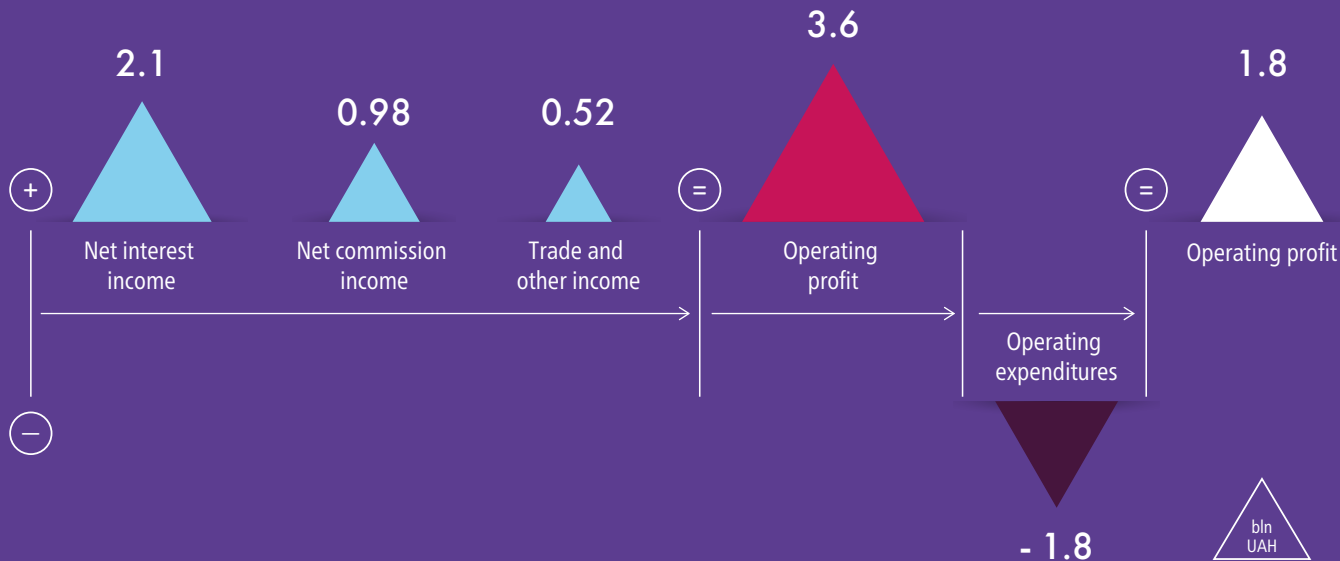 2.1
0.98
0.52
3.6
1.8
+
=
=
Net interest
income
Net commission
income
Trade and
other income
Operating
profit
Operating profit
Operating
expenditures
–
- 1.8
bln
UAH